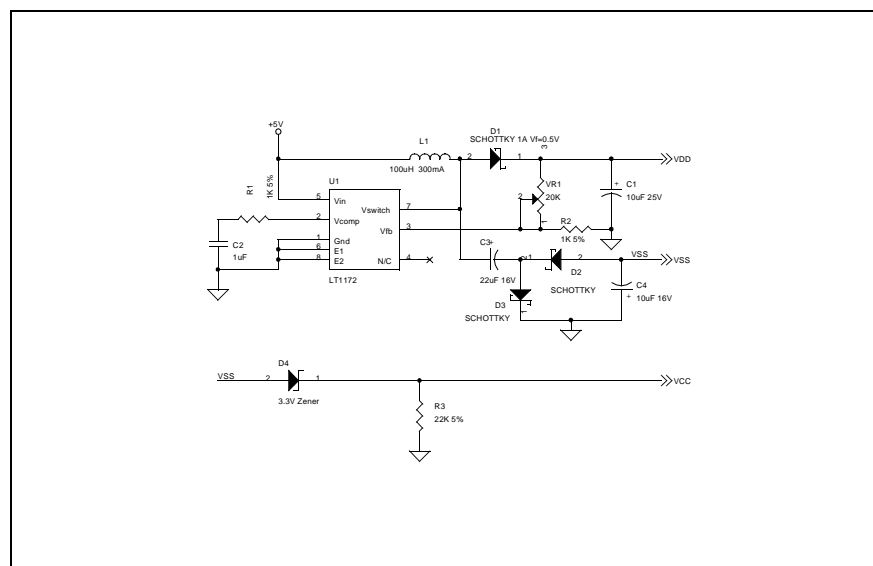 +5V
L1
100uH 300mA
D1
SCHOTTKY 1A Vf=0.5V
2
1
3
VDD
R1
1K 5%
U1
5
Vin
2
Vcomp
1
Gnd
6
E1
8
E2
Vswitch
7
Vfb
3
N/C
4
LT1172
C2
1uF
VR1
20K
2
1
R2
1K 5%
C1
+
10uF 25V
C3
+
22uF 16V
1
2
D2
SCHOTTKY
VSS
VSS
D3
SCHOTTKY
1
C4
+
10uF 16V
VSS
2
D4
1
3.3V Zener
VCC
R3
22K 5%